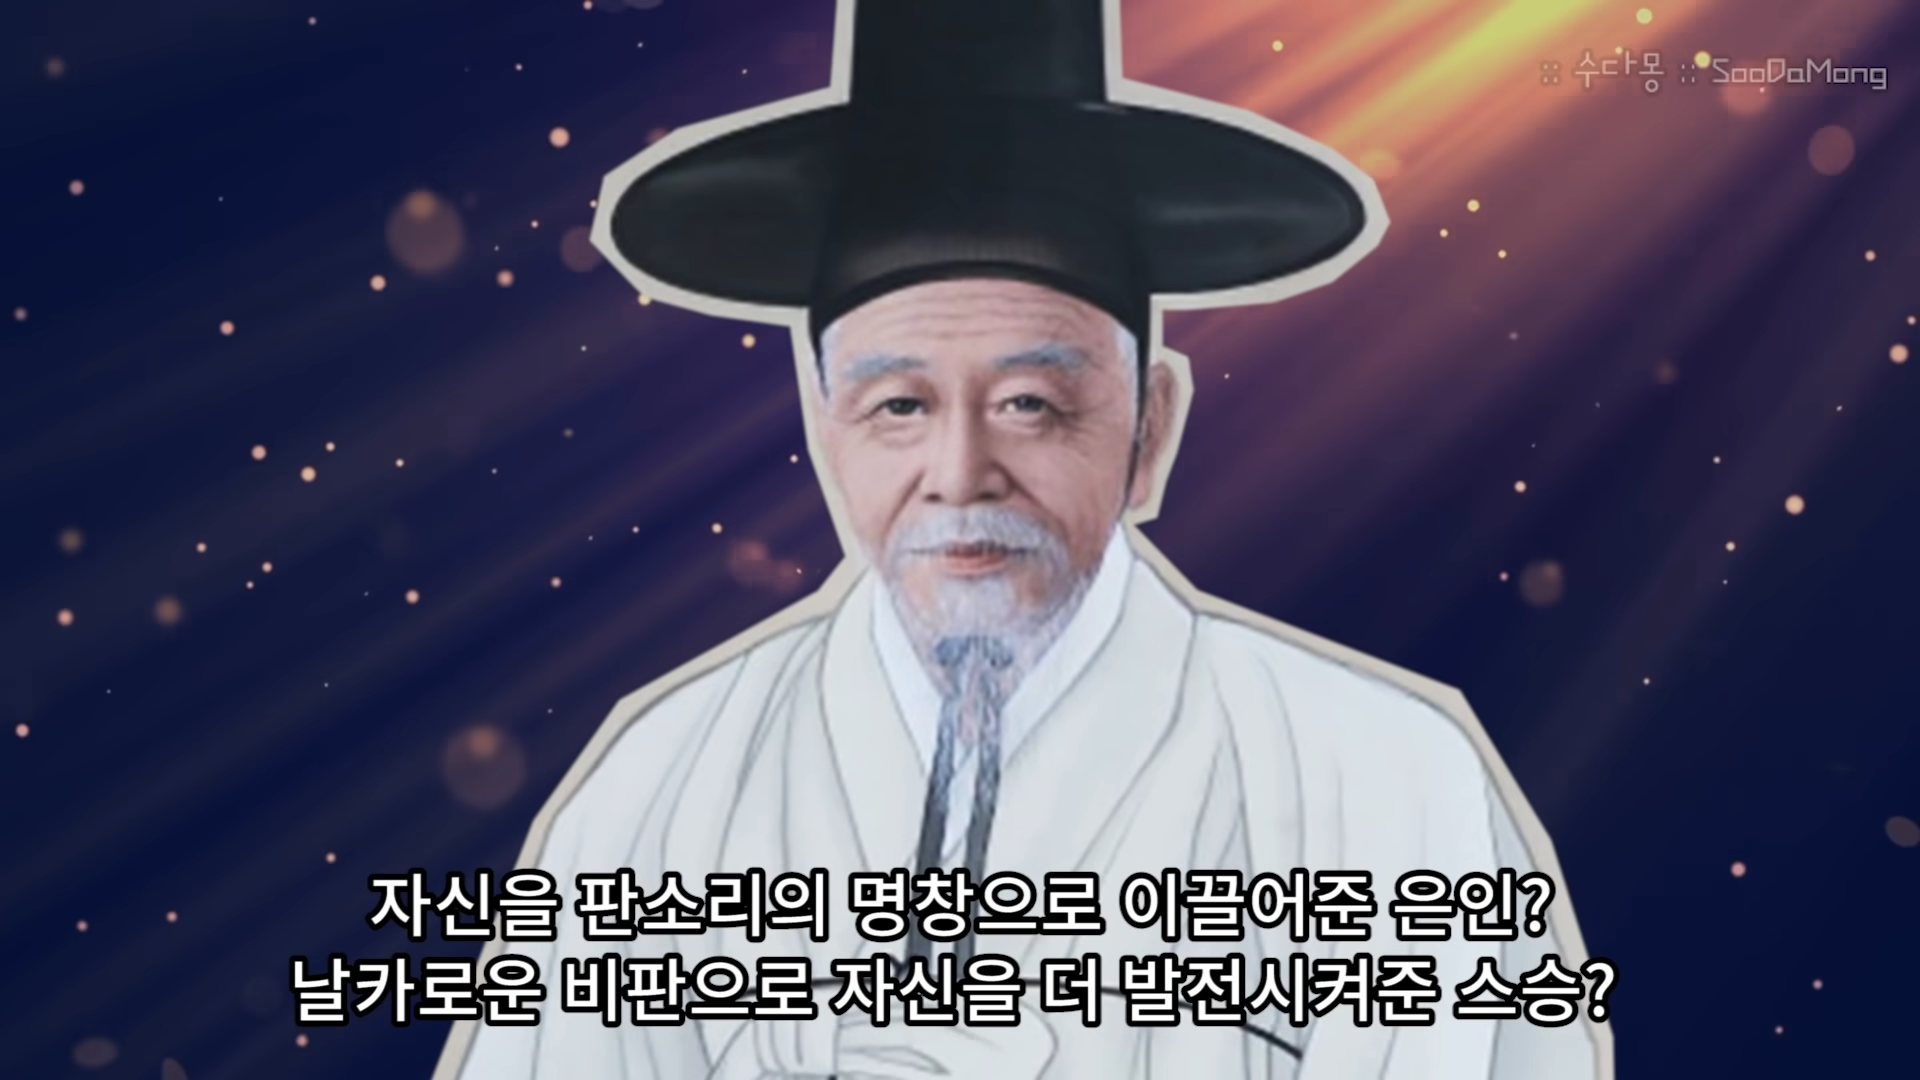 :: 수다몽 :: SooDaMong
자신을 판소리의 명창으로 이끌어준 은인?
날카로운 비판으로 자신을 더 발전시켜준 스승?